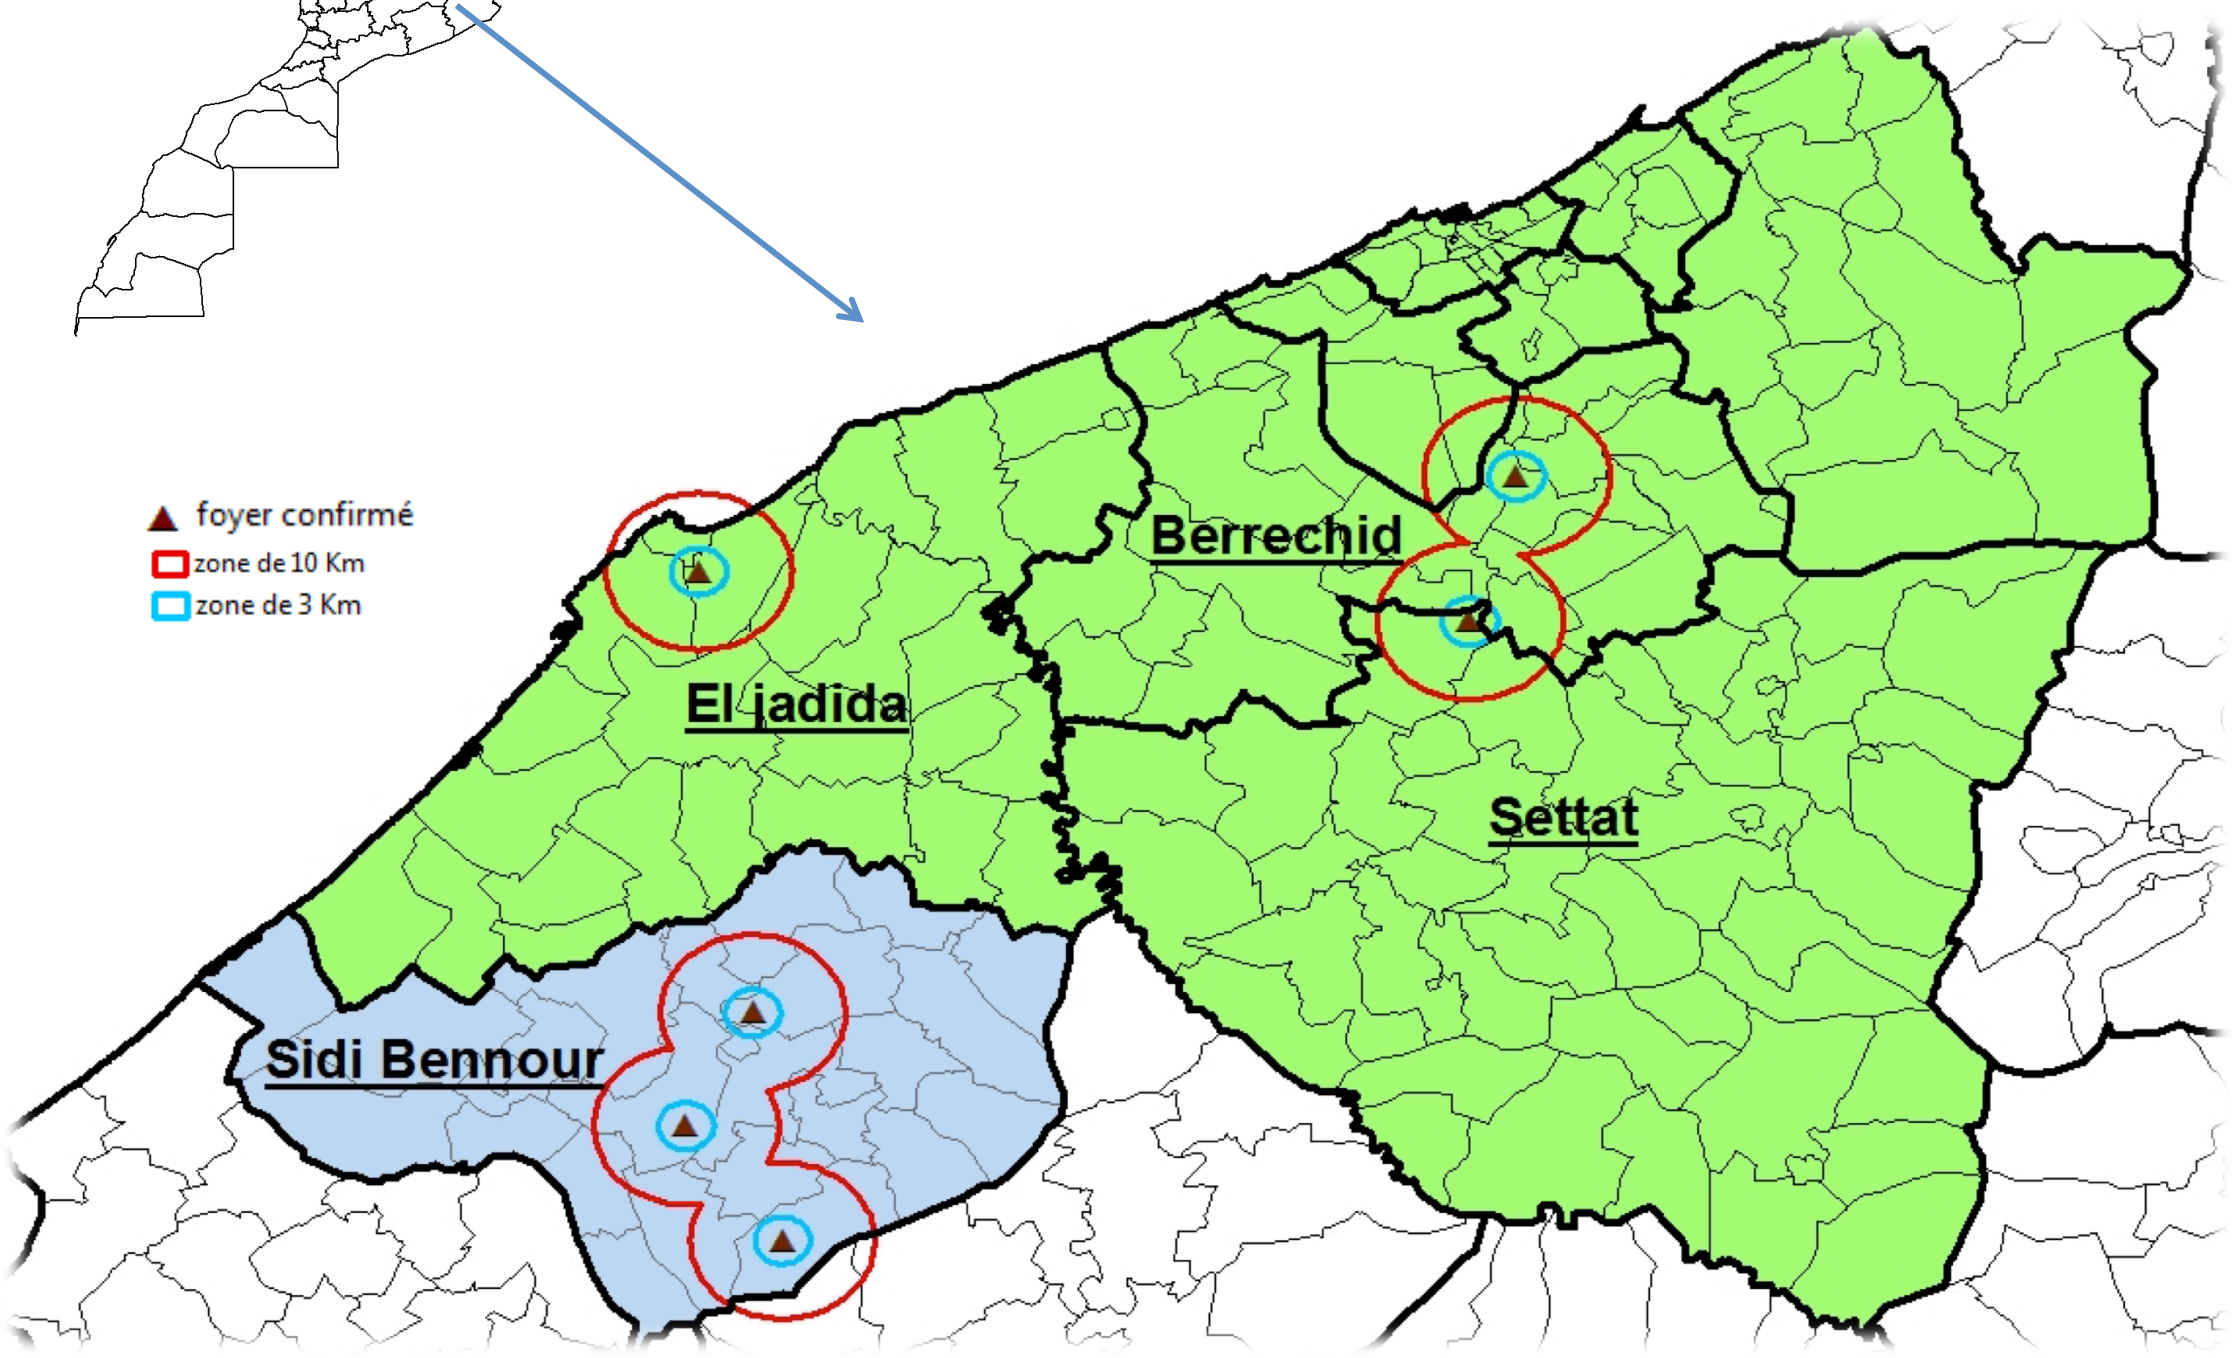 foyer confirmé
zone de 10 Km
zone de 3 Km
Berrechid
El jadida
Settat
Sidi Bennour